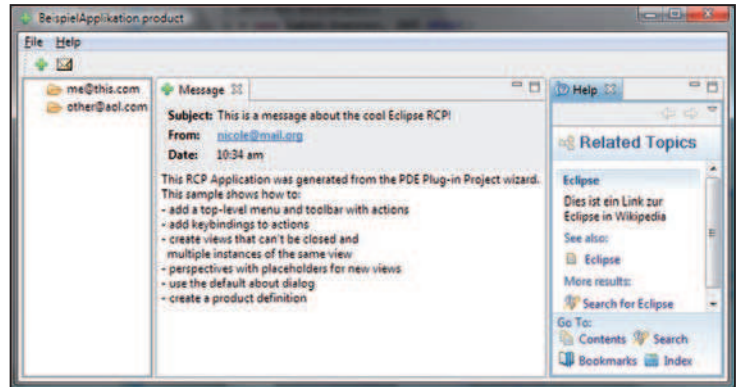 BeispielApplikation.product
File Help
me@this.com
other@aol.com
Message
Subject: This is a message about the cool Eclipse RCP!
From: nicole@mail.org
Date: 10:34 am
This RCP Application was generated from the PDE Plug-in Project wizard.
This sample shows how to:
- add a top-level menu and toolbar with actions
- add keybindings to actions
- create views that can't be closed and
multiple instances of the same view
- perspectives with placeholders for new views
- use the default about dialog
- create a product definition
Help
Related Topics
Eclipse
Dies ist ein Link zur
Eclipse in Wikipedia
See also:
Eclipse
More results:
Search for Eclipse
Go To:
Contents Search
Bookmarks Index